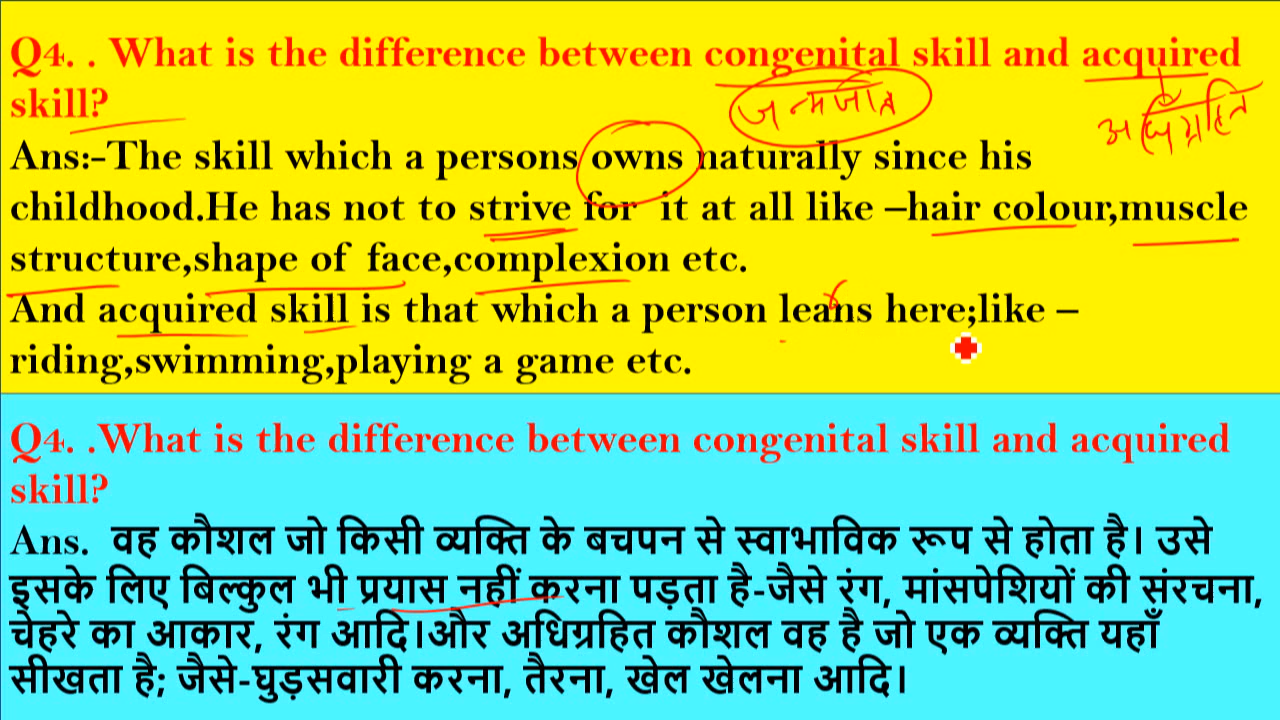 Q4. . What is the difference between congenital skill and acquired
skill?
जन्मजात
अधिग्रहित
Ans:-The skill which a persons owns naturally since his
childhood.He has not to strive for it at all like –hair colour,muscle
structure,shape of face,complexion etc.
And acquired skill is that which a person leans here;like –
r
riding,swimming,playing a game etc.
Q4. .What is the difference between congenital skill and acquired
skill?
Ans. वह कौशल जो किसी व्यक्ति के बचपन से स्वाभाविक रूप से होता है। उसे
इसके लिए बिल्कुल भी प्रयास नहीं करना पड़ता है-जैसे रंग, मांसपेशियों की संरचना,
चेहरे का आकार, रंग आदि।और अधिग्रहित कौशल वह है जो एक व्यक्ति यहाँ
सीखता है; जैसे-घुड़सवारी करना, तैरना, खेल खेलना आदि।